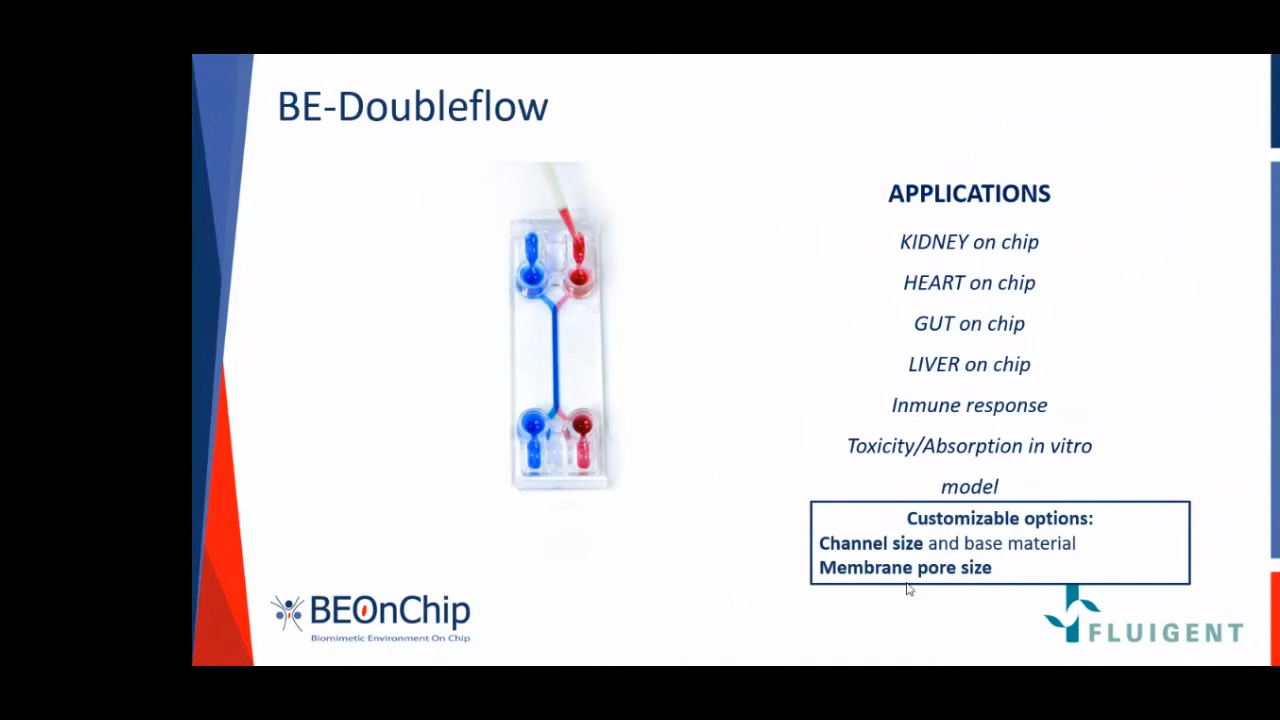 BE-Doubleflow
APPLICATIONS
KIDNEY on chip
HEART on chip
GUT on chip
LIVER on chip
Inmune response
Toxicity/Absorption in vitro
model
Customizable options:
Channel size and base material
Membrane pore size
BEOnChip
Biomimetic Environment On Chip
FLUIGENT